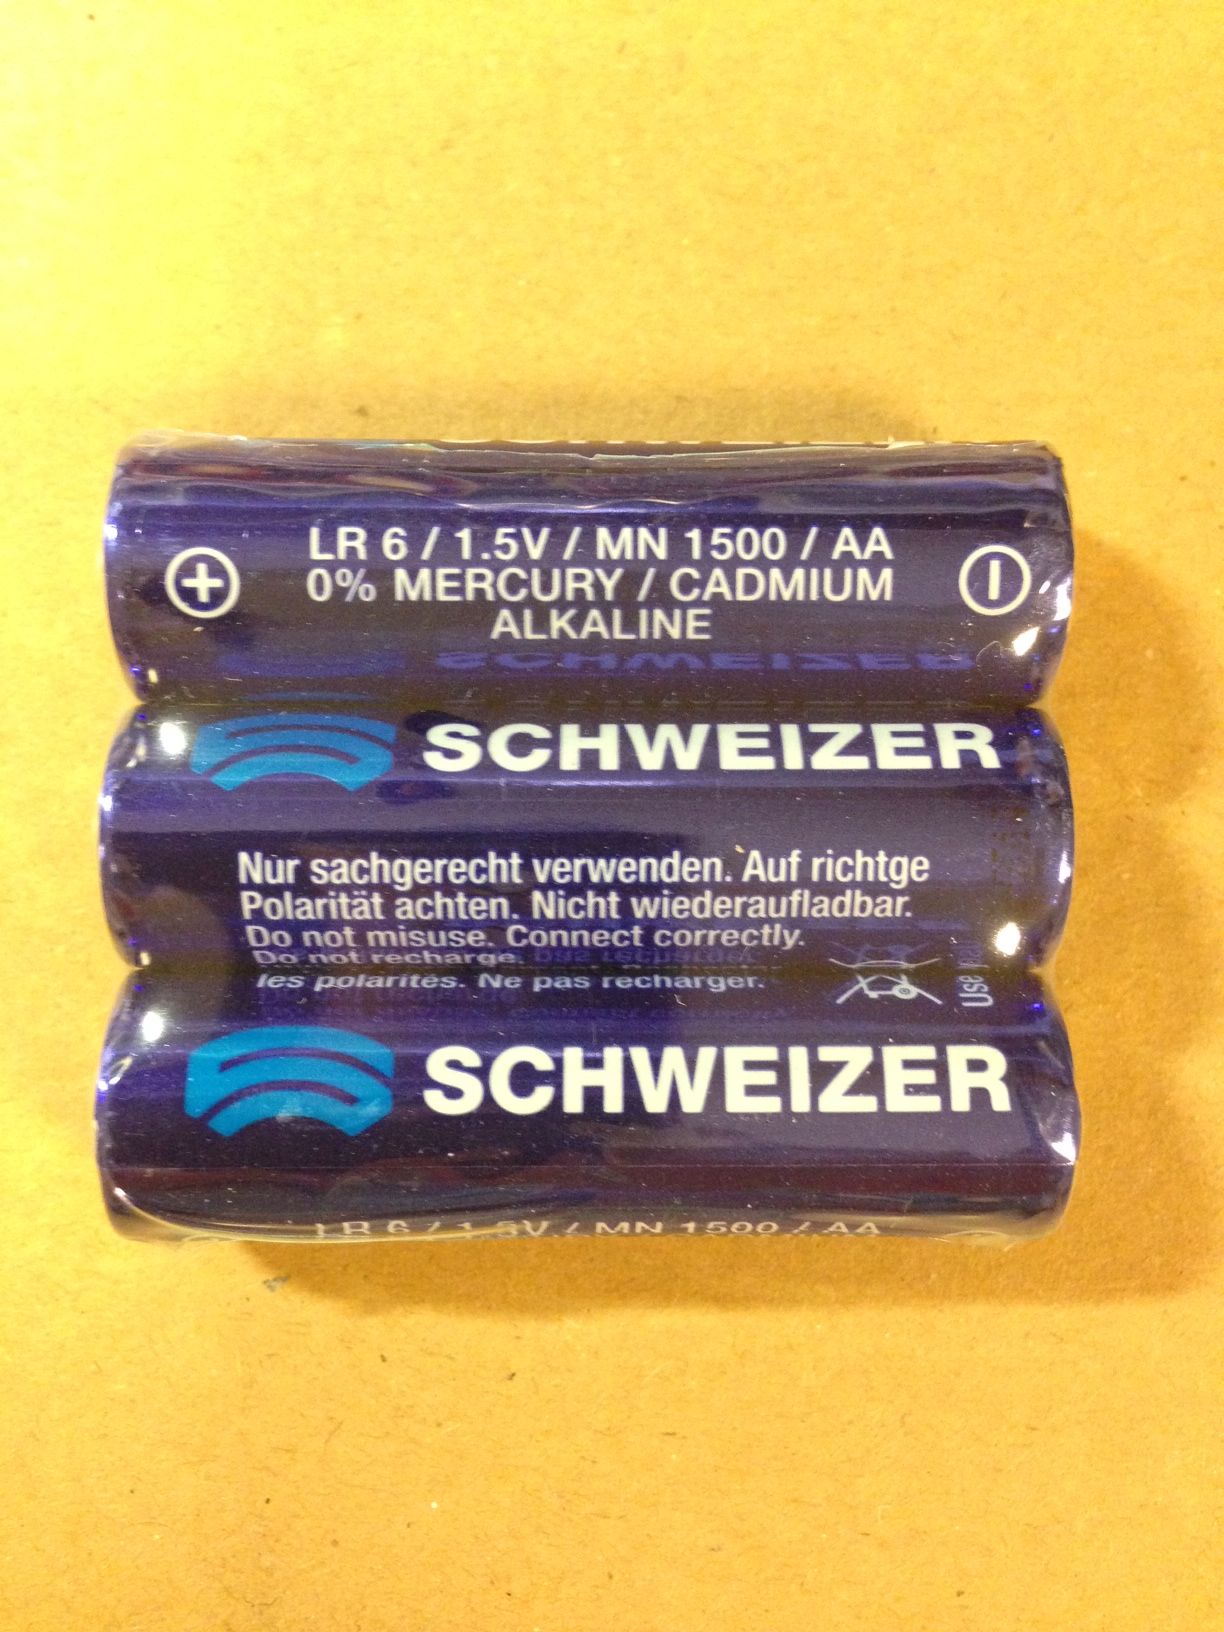 LR 6 / 1.5V / MN 1500 / AA
0% MERCURY / CADMIUM
ALKALINE
SCHWEIZER
Nur sachgerecht verwenden. Auf richtge
Polarität achten. Nicht wiederaufladbar.
Do not misuse. Connect correctly.
Do not recharge.
les polarités. Ne pas recharger.
Use
SCHWEIZER
LR 6 / 1.5V / MN 1500 / AA